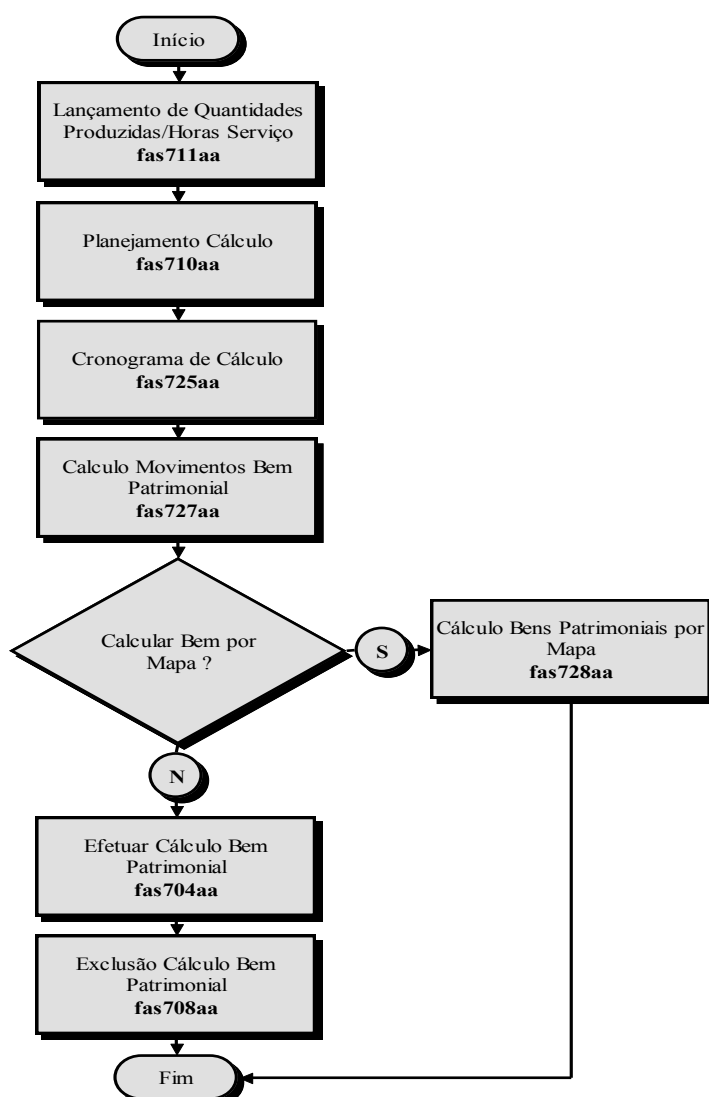 Início
Lançamento de Quantidades
Produzidas/Horas Serviço
fas711aa
Planejamento Cálculo
fas710aa
Cronograma de Cálculo
fas725aa
Calculo Movimentos Bem
Patrimonial
fas727aa
Calcular Bem por
Mapa ?
S
Cálculo Bens Patrimoniais por
Mapa
fas728aa
N
Efetuar Cálculo Bem
Patrimonial
fas704aa
Exclusão Cálculo Bem
Patrimonial
fas708aa
Fim